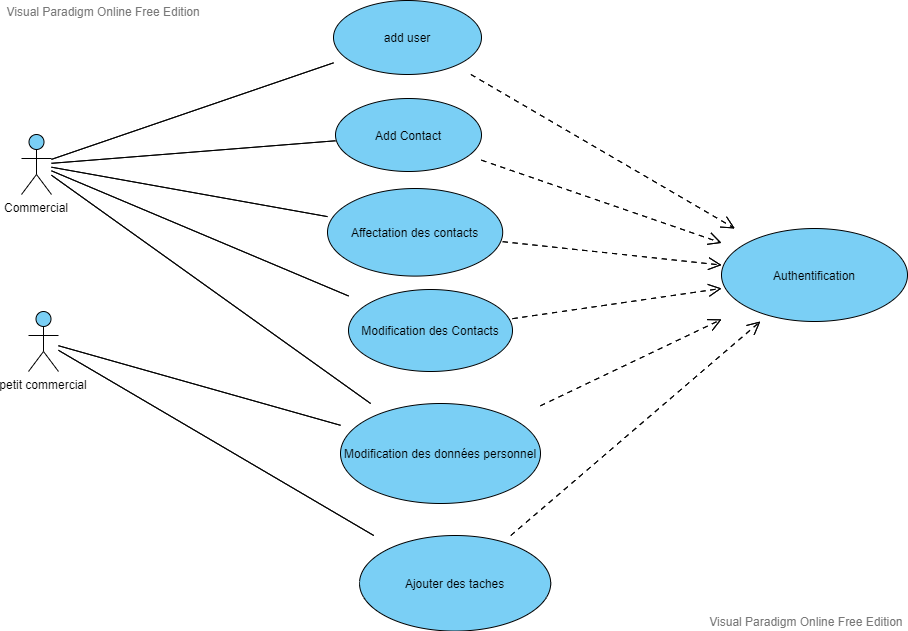 Visual Paradigm Online Free Edition
add user
Add Contact
Commercial
Affectation des contacts
Authentification
Modification des Contacts
petit commercial
Modification des données personnel
Ajouter des taches
Visual Paradigm Online Free Edition